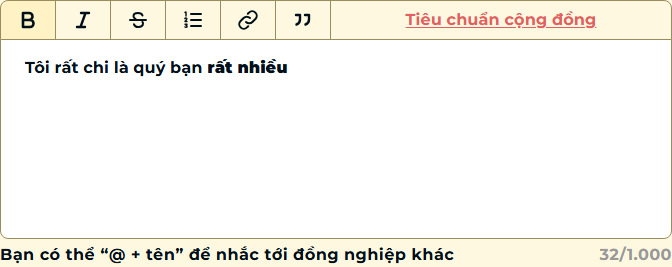 B I S Tiêu chuẩn cộng đồng
Tôi rất chi là quý bạn rất nhiều
Bạn có thể “@ + tên” để nhắc tới đồng nghiệp khác 32/1.000